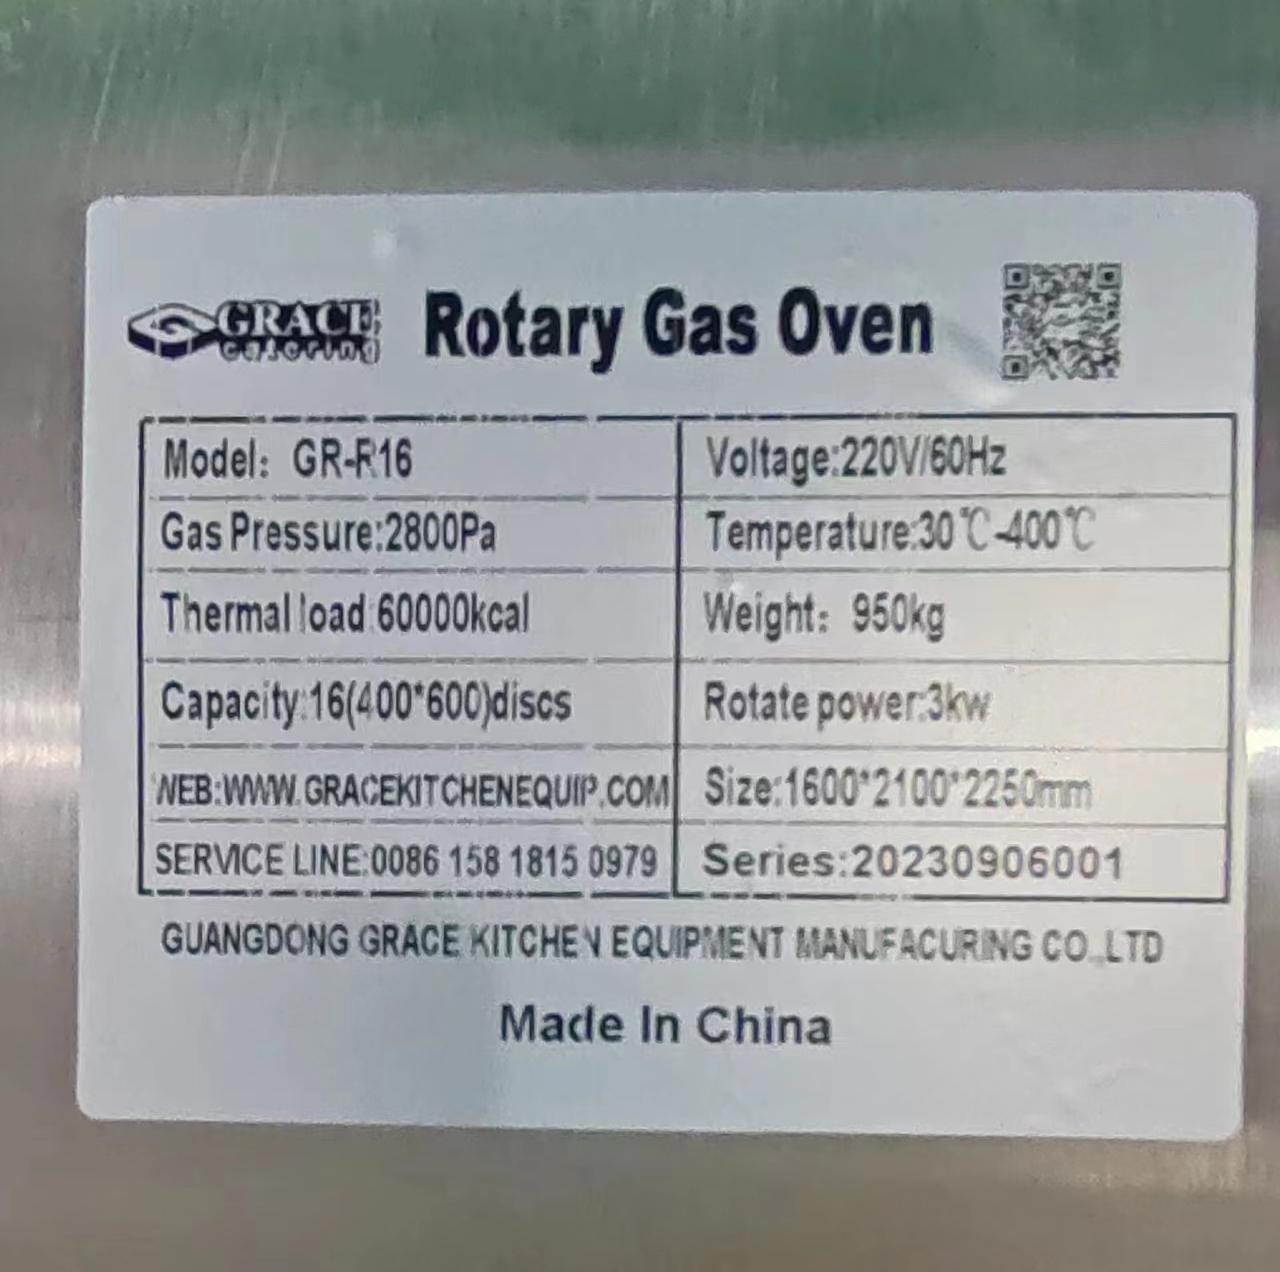 GRACE Rotary Gas Oven
catering
Model: GR-R16 Voltage:220V/60Hz
Gas Pressure:2800Pa Temperature:30℃-400℃
Thermal load:60000kcal Weight: 950kg
Capacity:16(400*600)discs Rotate power:3kw
WEB:WWW.GRACEKITCHENEQUIP.COM Size:1600*2100*2250mm
SERVICE LINE:0086 158 1815 0979 Series:20230906001
GUANGDONG GRACE KITCHEN EQUIPMENT MANUFACURING CO.,LTD
Made In China